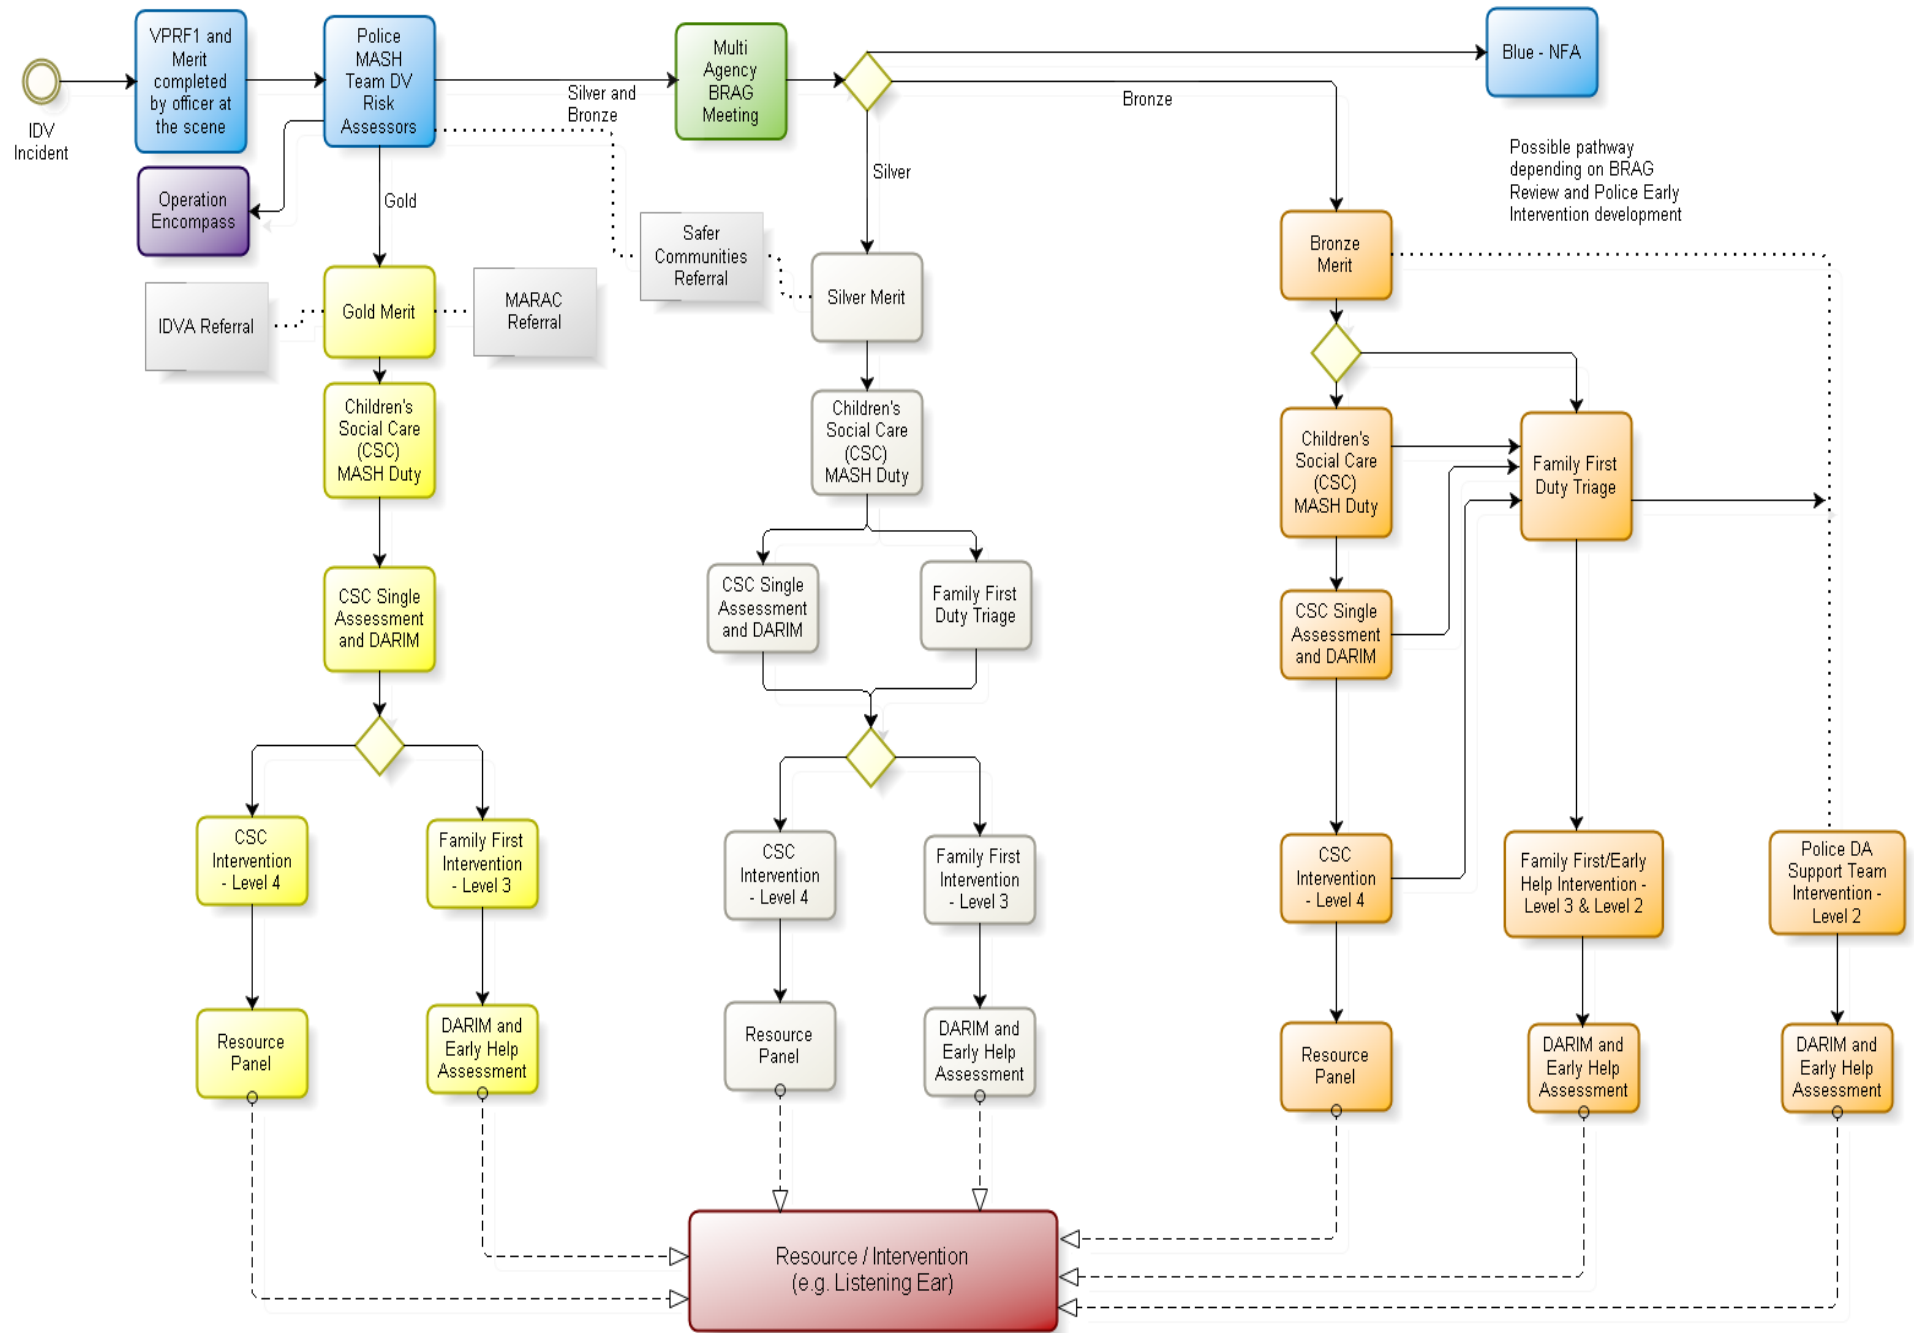 IDV
Incident
VPRF1 and
Merit
completed
by officer at
the scene
Police
MASH
Team DV
Risk
Assessors
Operation
Encompass
Silver and
Bronze
Multi
Agency
BRAG
Meeting
Bronze
Blue - NFA
Silver
Gold
Possible pathway
depending on BRAG
Review and Police Early
Intervention development
IDVA Referral
Gold Merit
MARAC
Referral
Safer
Communities
Referral
Silver Merit
Bronze
Merit
Children's
Social Care
(CSC)
MASH Duty
CSC Single
Assessment
and DARIM
CSC
Intervention
- Level 4
Family First
Intervention
- Level 3
Resource
Panel
DARIM and
Early Help
Assessment
Children's
Social Care
(CSC)
MASH Duty
CSC Single
Assessment
and DARIM
Family First
Duty Triage
CSC
Intervention
- Level 4
Family First
Intervention
- Level 3
Resource
Panel
DARIM and
Early Help
Assessment
Children's
Social Care
(CSC)
MASH Duty
Family First
Duty Triage
CSC Single
Assessment
and DARIM
CSC
Intervention
- Level 4
Family First/Early
Help Intervention -
Level 3 & Level 2
Police DA
Support Team
Intervention -
Level 2
Resource
Panel
DARIM and
Early Help
Assessment
DARIM and
Early Help
Assessment
Resource / Intervention
(e.g. Listening Ear)